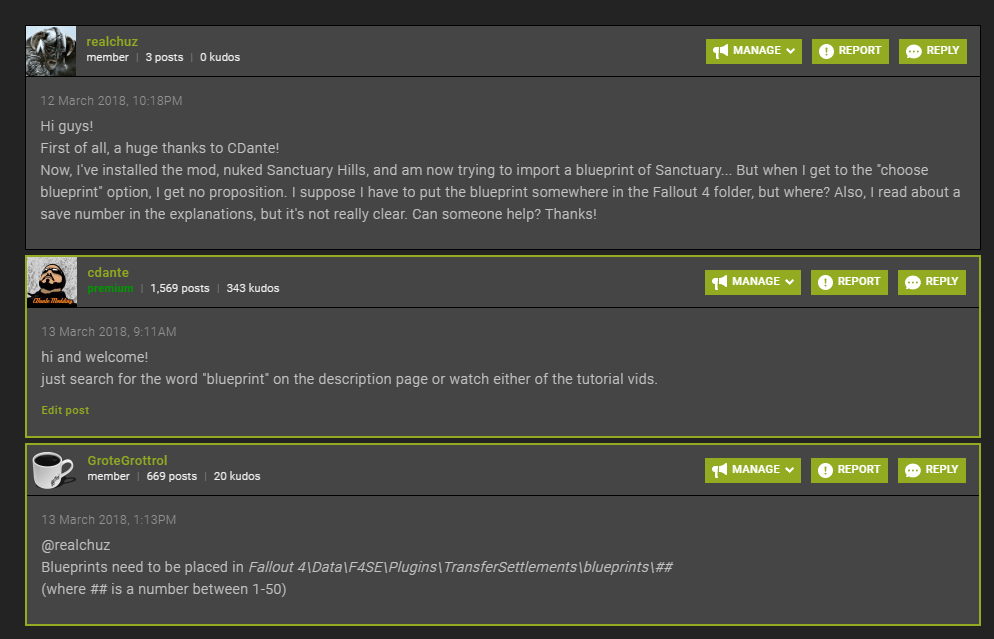 realchuz
member | 3 posts | 0 kudos
MANAGE REPORT REPLY
12 March 2018, 10:18PM
Hi guys!
First of all, a huge thanks to CDante!
Now, I've installed the mod, nuked Sanctuary Hills, and am now trying to import a blueprint of Sanctuary... But when I get to the "choose
blueprint" option, I get no proposition. I suppose I have to put the blueprint somewhere in the Fallout 4 folder, but where? Also, I read about a
save number in the explanations, but it's not really clear. Can someone help? Thanks!
cdante
premium | 1,569 posts | 343 kudos
MANAGE REPORT REPLY
CDante Modding
13 March 2018, 9:11AM
hi and welcome!
just search for the word "blueprint" on the description page or watch either of the tutorial vids.
Edit post
GroteGrottrol
member | 669 posts | 20 kudos
MANAGE REPORT REPLY
13 March 2018, 1:13PM
@realchuz
Blueprints need to be placed in Fallout 4\Data\F4SE\Plugins\TransferSettlements\blueprints\##
(where ## is a number between 1-50)